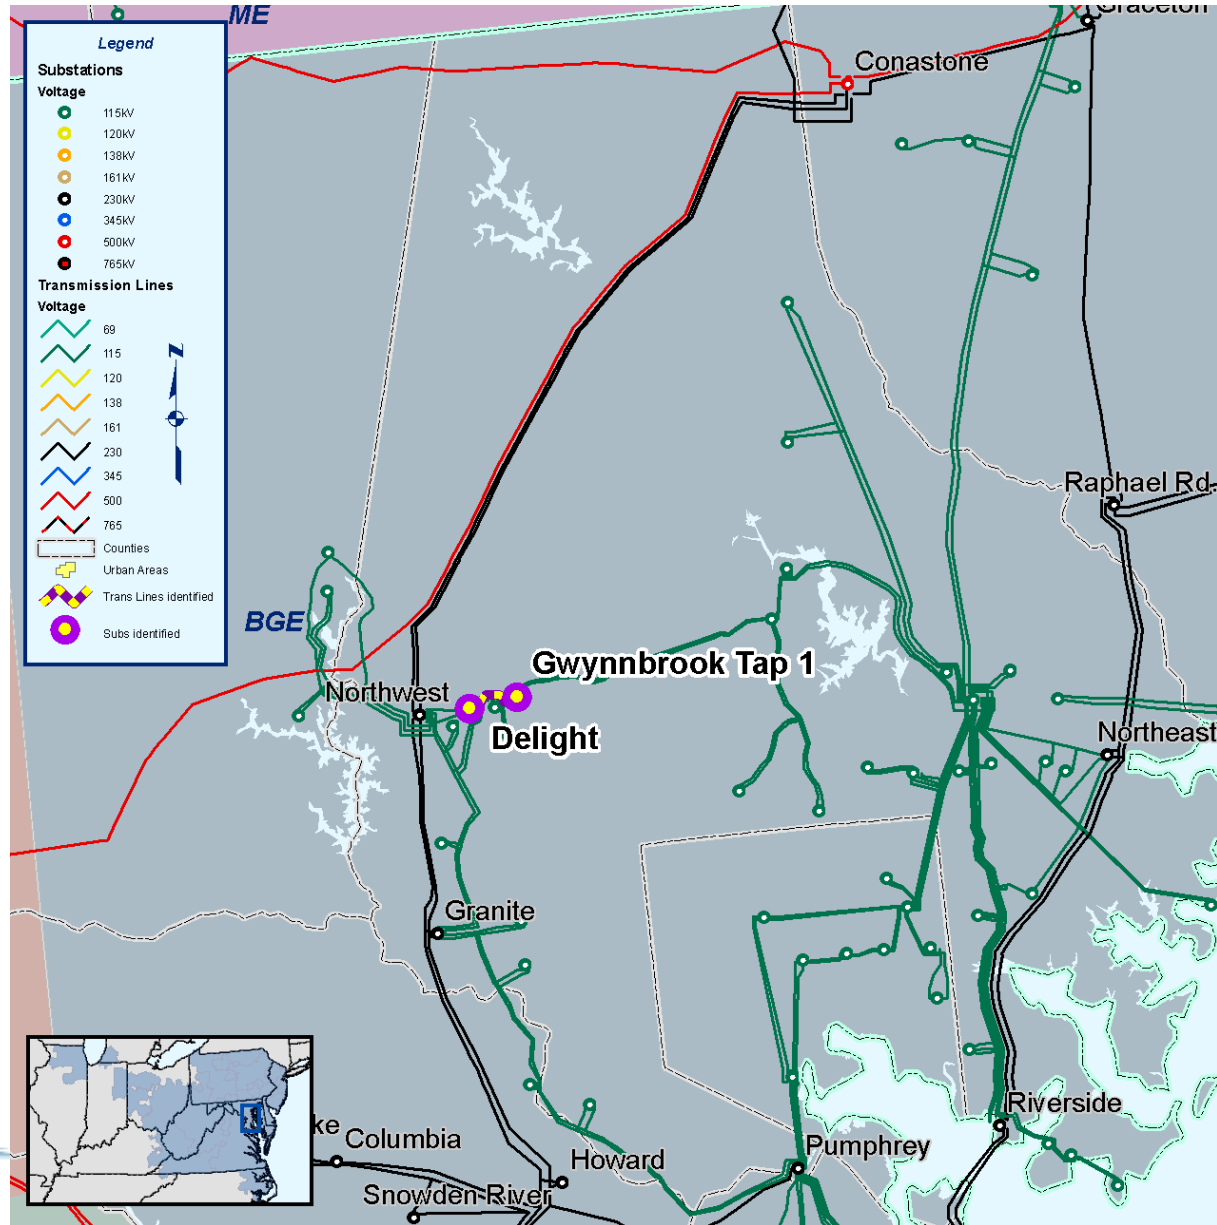 ME
Graceton
Legend
Substations
Voltage
115kV
120kV
138kV
161kV
230kV
345kV
500kV
765kV
Transmission Lines
Voltage
69
115
120
138
161
230
345
500
765
Counties
Urban Areas
Trans Lines identified
Subs identified
N
Conastone
Raphael Rd.
BGE
Gwynnbrook Tap 1
Northwest
Delight
Northeast
Granite
Riverside
ke
Columbia
Howard
Pumphrey
Snowden River